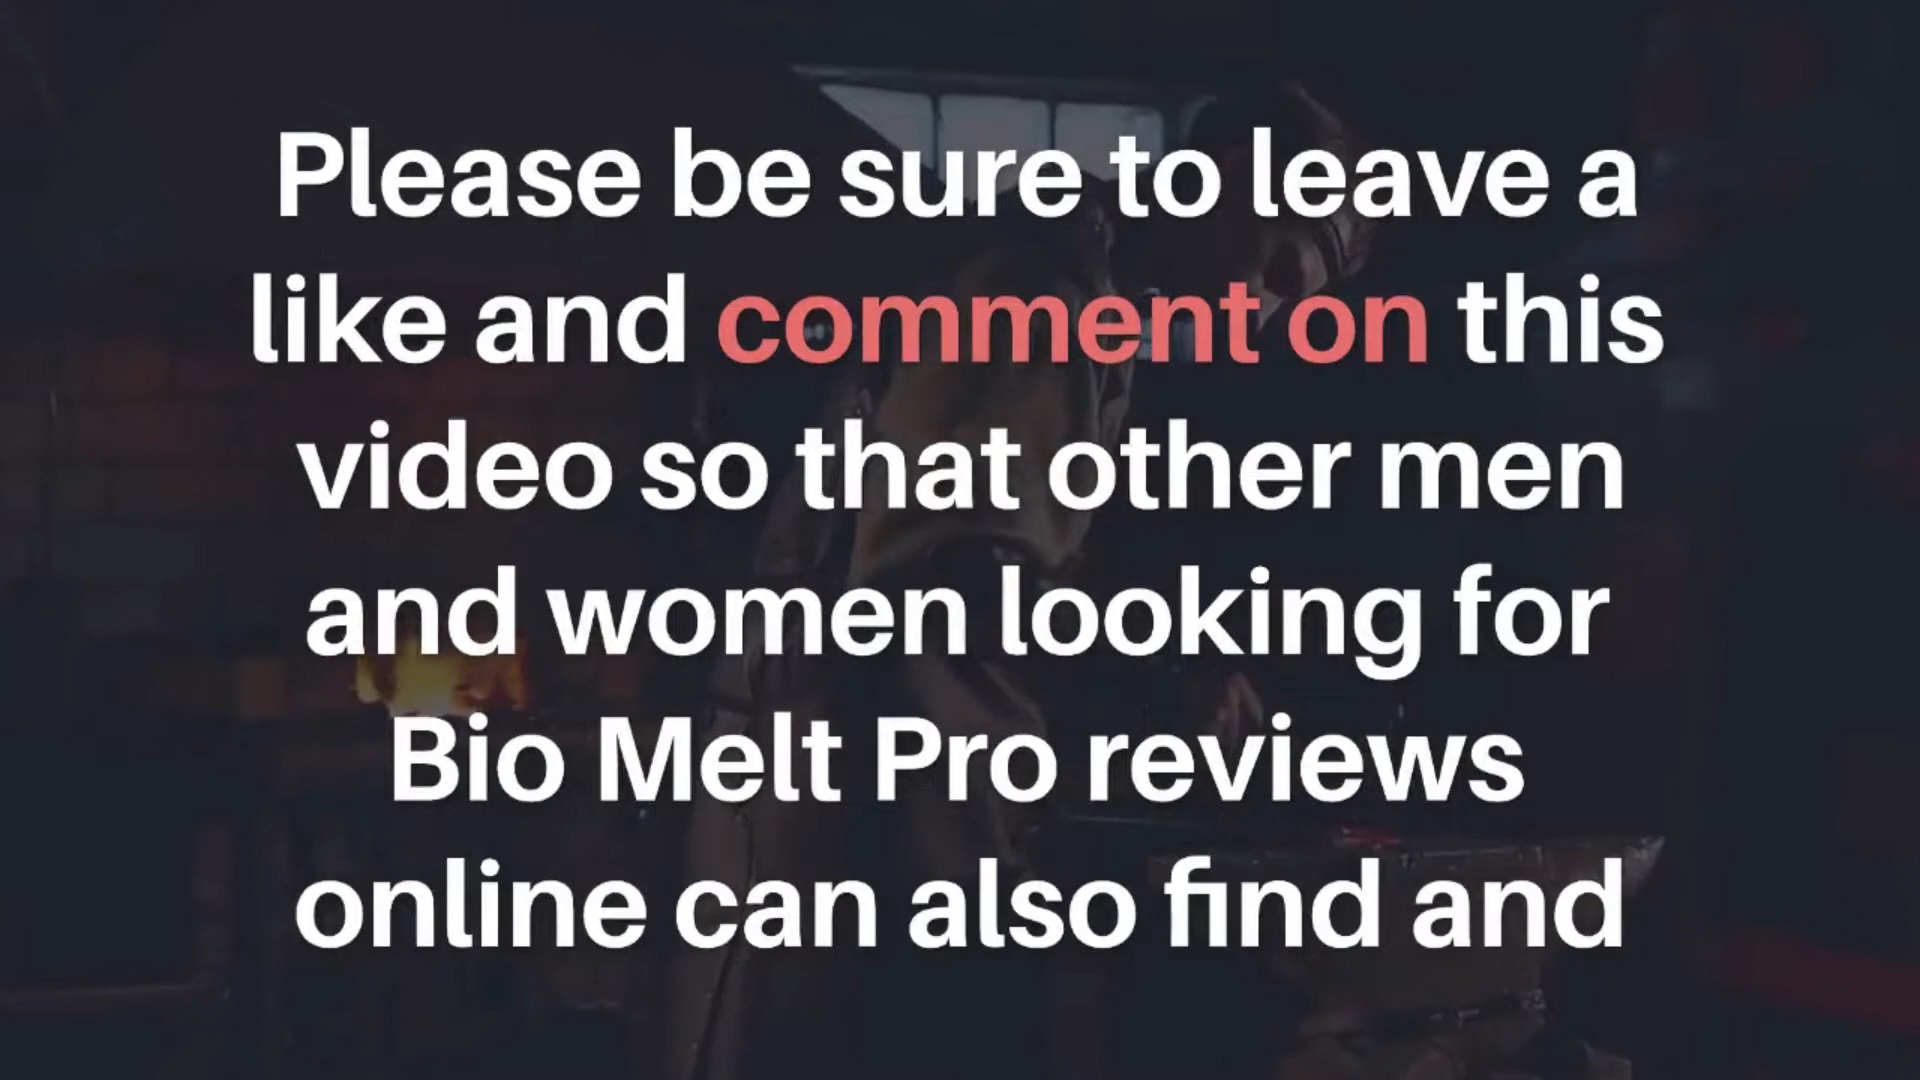 Please be sure to leave a
like and comment on this
video so that other men
and women looking for
Bio Melt Pro reviews
online can also find and